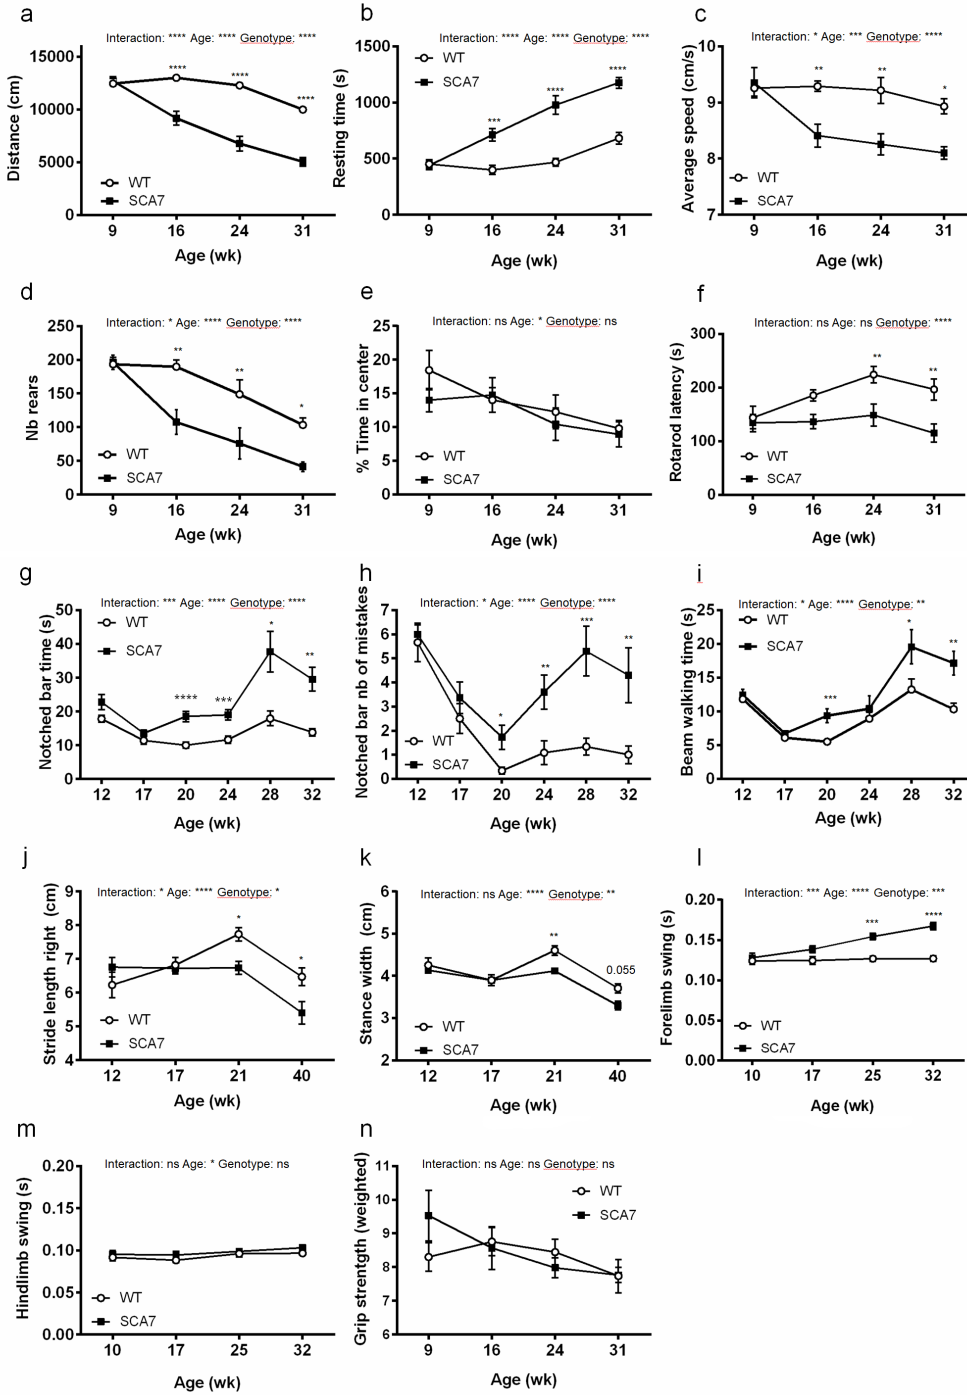 a
Interaction: **** Age: **** Genotype: ****
15000
10000
5000
0
Distance (cm)
****
****
****
WT
SCA7
9 16 24 31
Age (wk)
b
Interaction: **** Age: **** Genotype: ****
1500
1000
500
0
Resting time (s)
WT
SCA7
***
****
****
9 16 24 31
Age (wk)
c
Interaction: * Age: *** Genotype: ****
10
9
8
7
Average speed (cm/s)
**
**
*
WT
SCA7
9 16 24 31
Age (wk)
d
Interaction: * Age: **** Genotype: ****
250
200
150
100
50
0
Nb rears
**
**
*
WT
SCA7
9 16 24 31
Age (wk)
e
Interaction: ns Age: * Genotype: ns
25
20
15
10
5
0
% Time in center
WT
SCA7
9 16 24 31
Age (wk)
f
Interaction: ns Age: ns Genotype: ****
300
200
100
0
Rotarod latency (s)
**
**
WT
SCA7
9 16 24 31
Age (wk)
g
Interaction: *** Age: **** Genotype: ****
50
40
30
20
10
0
Notched bar time (s)
WT
SCA7
****
***
*
**
12 17 20 24 28 32
Age (wk)
h
Interaction: * Age: **** Genotype: ****
7
6
5
4
3
2
1
0
Notched bar nb of mistakes
*
**
***
**
WT
SCA7
12 17 20 24 28 32
Age (wk)
i
Interaction: * Age: **** Genotype: **
25
20
15
10
5
0
Beam walking time (s)
WT
SCA7
***
*
**
12 17 20 24 28 32
Age (wk)
j
Interaction: * Age: **** Genotype: *
9
8
7
6
5
4
Stride length right (cm)
*
*
WT
SCA7
12 17 21 40
Age (wk)
k
Interaction: ns Age: **** Genotype: **
6
5
4
3
2
Stance width (cm)
**
0.055
WT
SCA7
12 17 21 40
Age (wk)
l
Interaction: *** Age: **** Genotype: ***
0.20
0.15
0.10
0.05
0.00
Forelimb swing (s)
***
****
WT
SCA7
10 17 25 32
Age (wk)
m
Interaction: ns Age: * Genotype: ns
0.20
0.15
0.10
0.05
0.00
Hindlimb swing (s)
WT
SCA7
10 17 25 32
Age (wk)
n
Interaction: ns Age: ns Genotype: ns
11
10
9
8
7
6
Grip strentgth (weighted)
WT
SCA7
9 16 24 31
Age (wk)